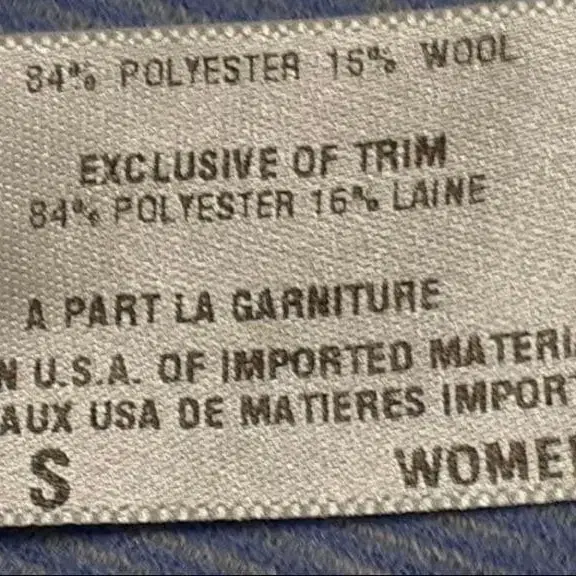 84% POLYESTER 16% WOOL
EXCLUSIVE OF TRIM
84% POLYESTER 16% LAINE
A PART LA GARNITURE
N U.S.A. OF IMPORTED MATERI
AUX USA DE MATIERES IMPOR
S WOME